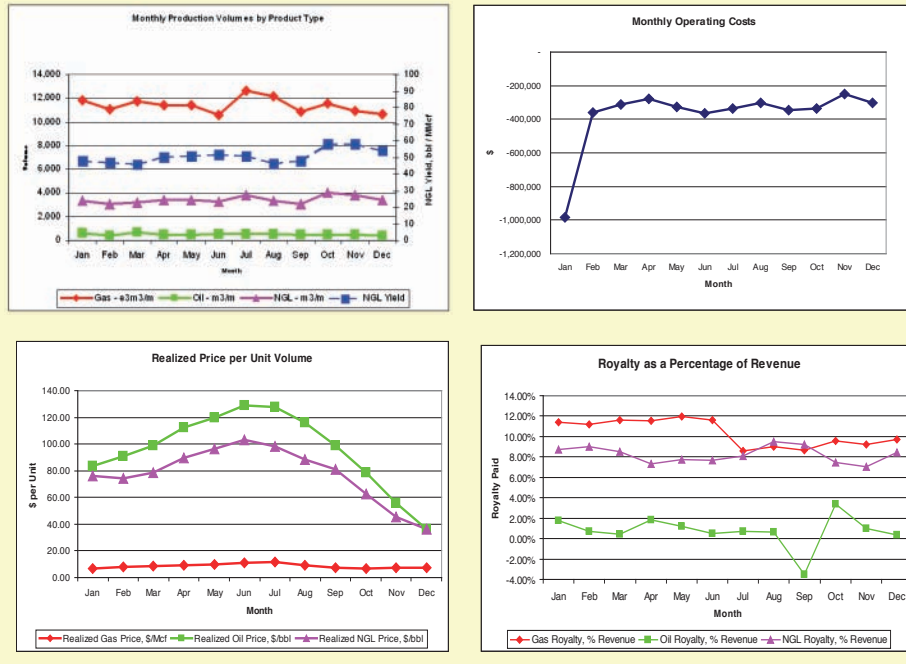 Monthly Production Volumes by Product Type
14,000
12,000
10,000
8,000
6,000
4,000
2,000
0
Volume
100
90
80
70
60
50
40
30
20
10
0
NGL Yield, bbl / MMcf
Jan Feb Mar Apr May Jun Jul Aug Sep Oct Nov Dec
Month
Gas - e3m3/m Oil - m3/m NGL - m3/m NGL Yield
Monthly Operating Costs
-
-200,000
-400,000
-600,000
-800,000
-1,000,000
-1,200,000
$
Jan Feb Mar Apr May Jun Jul Aug Sep Oct Nov Dec
Month
Realized Price per Unit Volume
140.00
120.00
100.00
80.00
60.00
40.00
20.00
0.00
$ per Unit
Jan Feb Mar Apr May Jun Jul Aug Sep Oct Nov Dec
Month
Realized Gas Price, $/Mcf Realized Oil Price, $/bbl Realized NGL Price, $/bbl
Royalty as a Percentage of Revenue
14.00%
12.00%
10.00%
8.00%
6.00%
4.00%
2.00%
0.00%
-2.00%
-4.00%
Royalty Paid
Jan Feb Mar Apr May Jun Jul Aug Sep Oct Nov Dec
Month
Gas Royalty, % Revenue Oil Royalty, % Revenue NGL Royalty, % Revenue